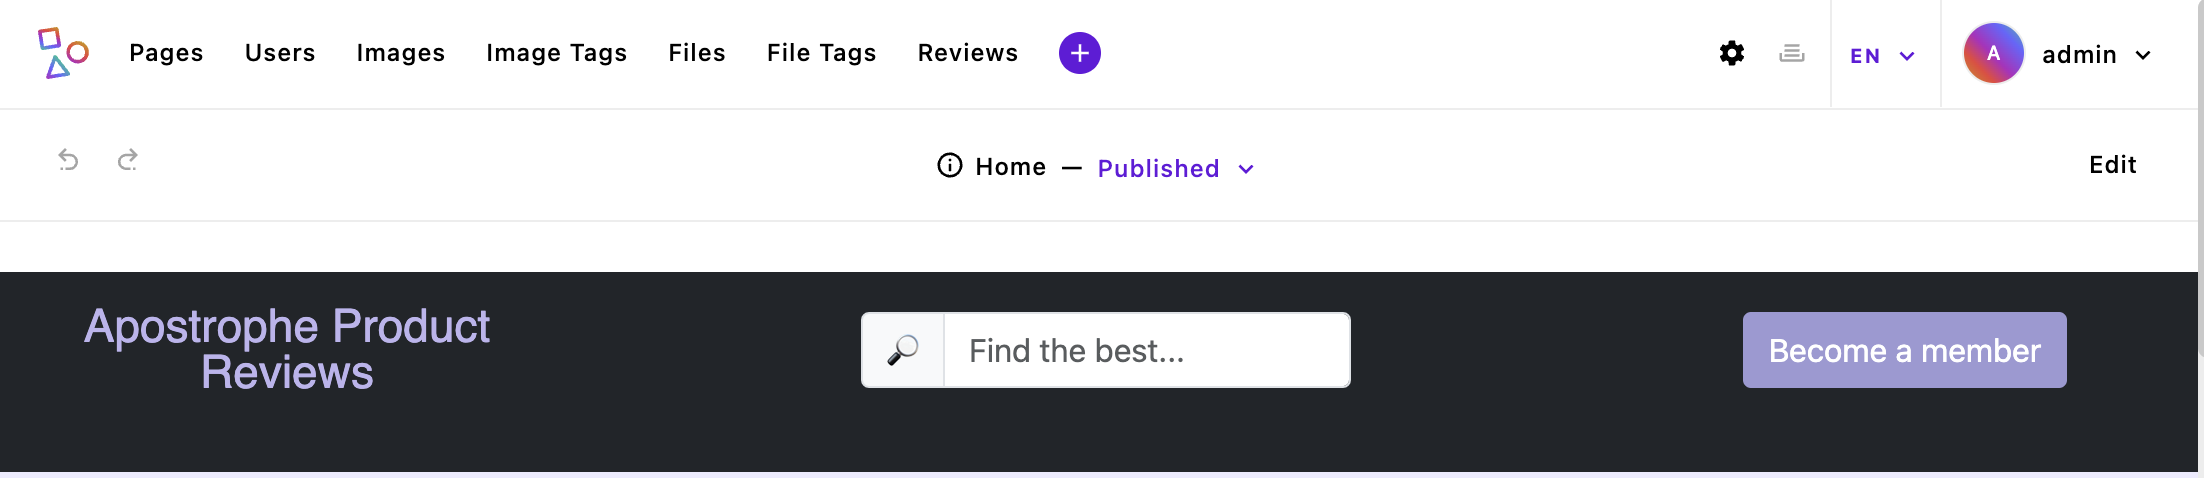 Pages Users Images Image Tags Files File Tags Reviews EN A admin
Home — Published Edit
Apostrophe Product
Reviews
Find the best...
Become a member